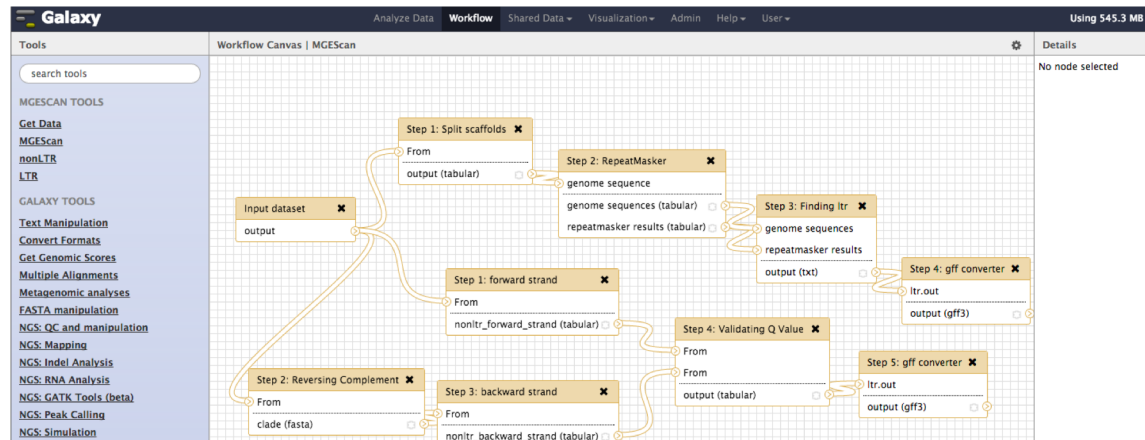 Galaxy
Analyze Data Workflow Shared Data Visualization Admin Help User
Using 545.3 MB
Tools
search tools
MGESCAN TOOLS
Get Data
MGEScan
nonLTR
LTR
GALAXY TOOLS
Text Manipulation
Convert Formats
Get Genomic Scores
Multiple Alignments
Metagenomic analyses
FASTA manipulation
NGS: QC and manipulation
NGS: Mapping
NGS: Indel Analysis
NGS: RNA Analysis
NGS: GATK Tools (beta)
NGS: Peak Calling
NGS: Simulation
Workflow Canvas | MGEScan
Input dataset
output
Step 1: Split scaffolds
From
output (tabular)
Step 2: RepeatMasker
genome sequence
genome sequences (tabular)
repeatmasker results (tabular)
Step 3: Finding ltr
genome sequences
repeatmasker results
output (txt)
Step 4: gff converter
ltr.out
output (gff3)
Step 1: forward strand
From
nonltr_forward_strand (tabular)
Step 2: Reversing Complement
From
clade (fasta)
Step 3: backward strand
From
nonltr_backward_strand (tabular)
Step 4: Validating Q Value
From
From
output (tabular)
Step 5: gff converter
ltr.out
output (gff3)
Details
No node selected